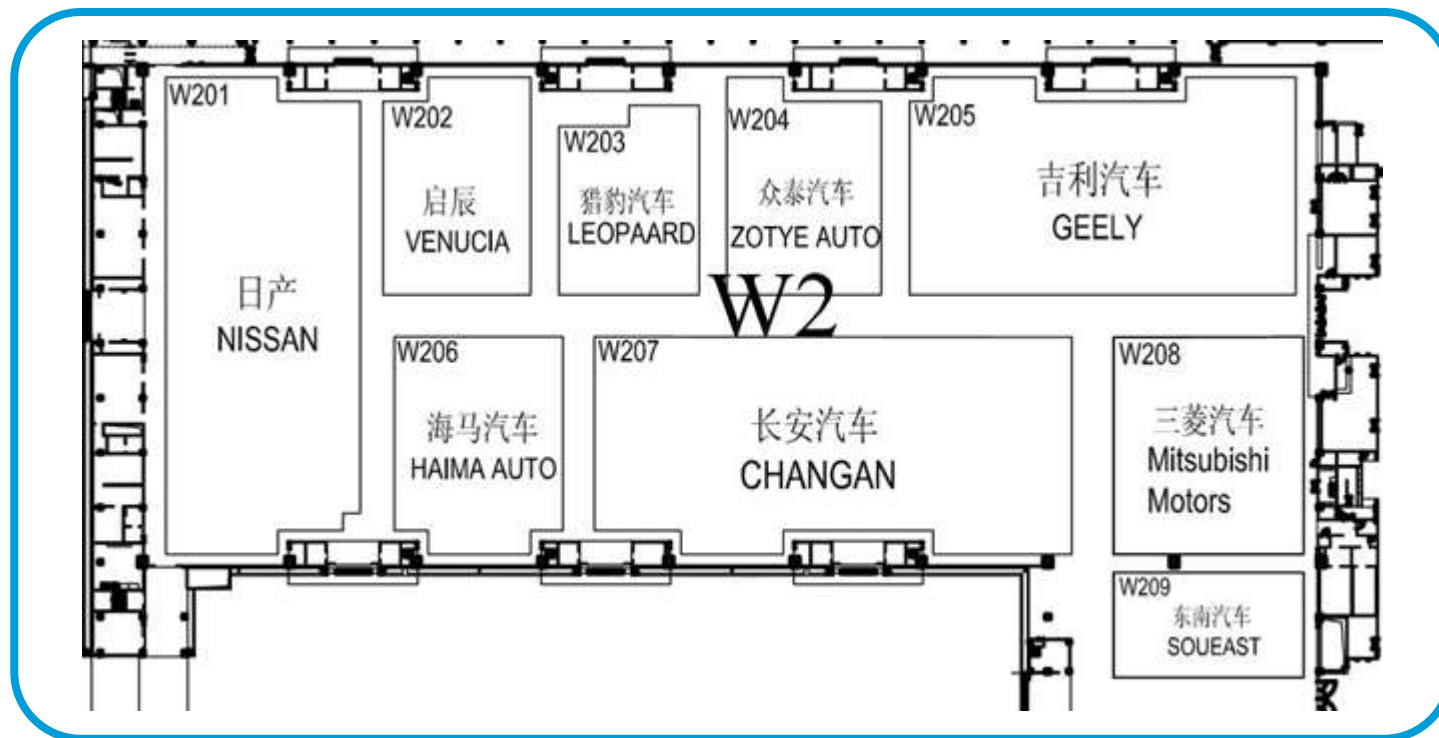 W201
日产
NISSAN
W202
启辰
VENUCIA
W203
猎豹汽车
LEOPAARD
W204
众泰汽车
ZOTYE AUTO
W205
吉利汽车
GEELY
W2
W206
海马汽车
HAIMA AUTO
W207
长安汽车
CHANGAN
W208
三菱汽车
Mitsubishi
Motors
W209
东南汽车
SOUEAST